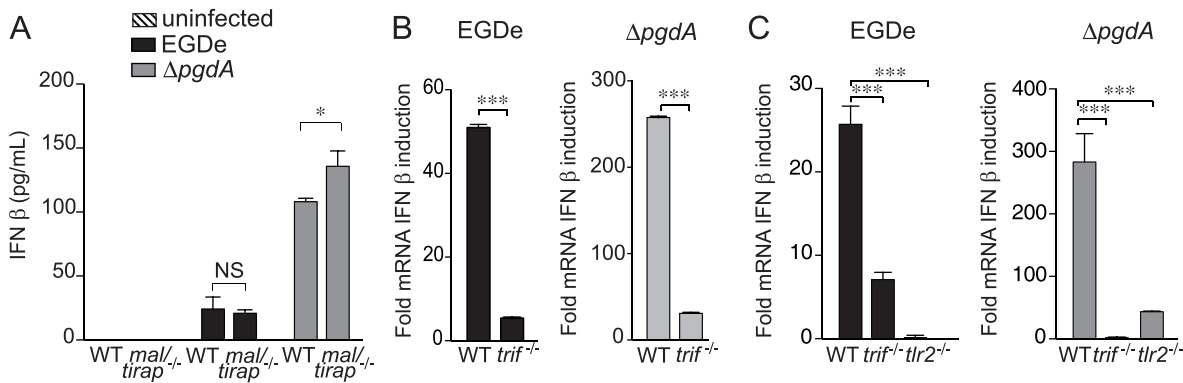 A
uninfected
EGDe
ΔpgdA
IFN β (pg/mL)
200
150
100
50
0
*
NS
WT mal/tirap-/-
WT mal/tirap-/-
WT mal/tirap-/-
B
EGDe
Fold mRNA IFN β induction
60
40
20
0
***
WT trif-/-
ΔpgdA
Fold mRNA IFN β induction
300
200
100
0
***
WT trif-/-
C
EGDe
Fold mRNA IFN β induction
30
20
10
0
***
***
WT trif-/- tlr2-/-
ΔpgdA
Fold mRNA IFN β induction
400
300
200
100
0
***
***
WT trif-/- tlr2-/-